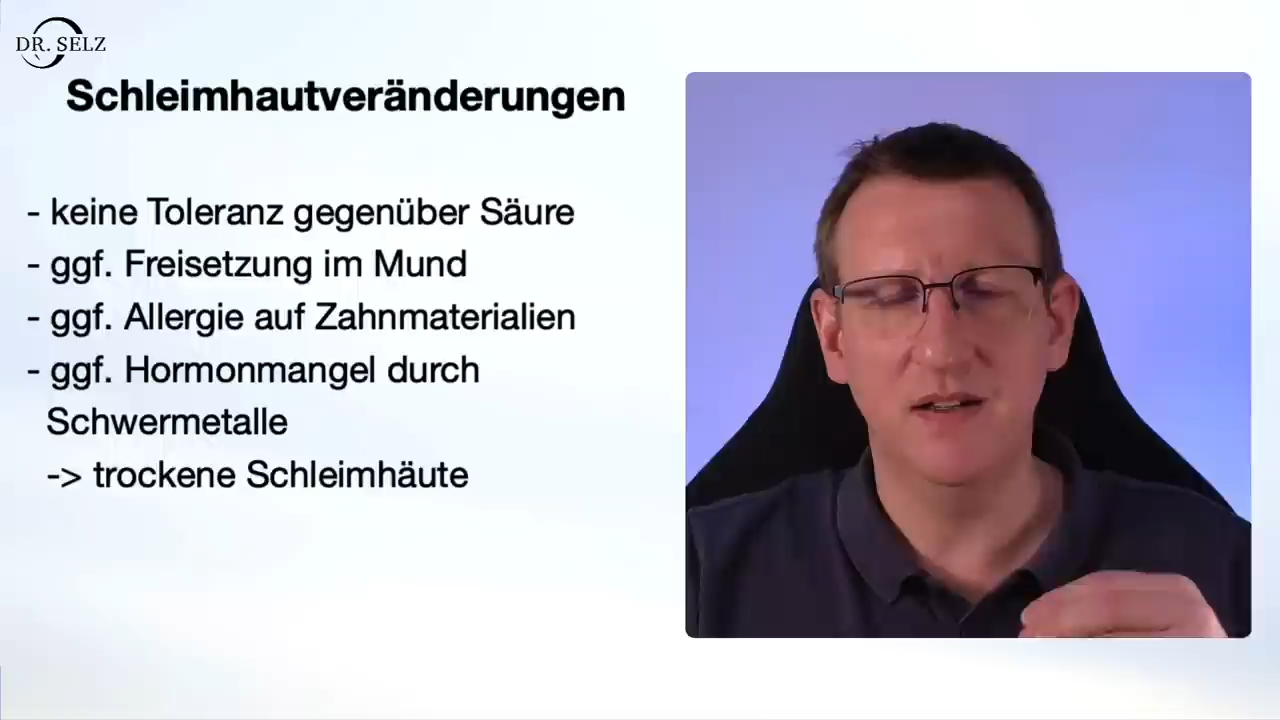 DR. SELZ
Schleimhautveränderungen
- keine Toleranz gegenüber Säure
- ggf. Freisetzung im Mund
- ggf. Allergie auf Zahnmaterialien
- ggf. Hormonmangel durch
Schwermetalle
-> trockene Schleimhäute